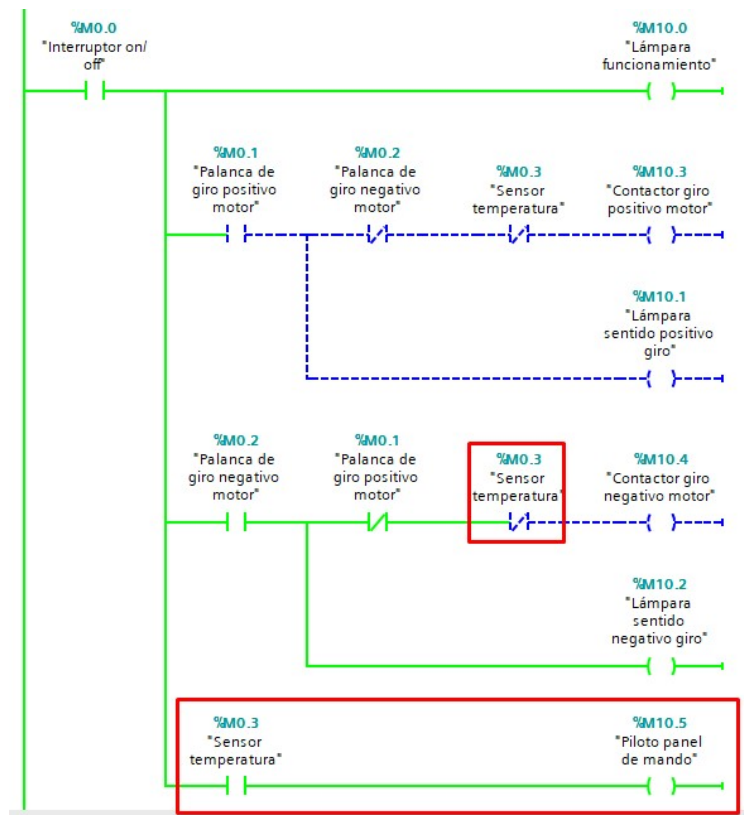 %M0.0
"Interruptor on/
off"
%M10.0
"Lámpara
funcionamiento"
%M0.1
"Palanca de
giro positivo
motor"
%M0.2
"Palanca de
giro negativo
motor"
%M0.3
"Sensor
temperatura"
%M10.3
"Contactor giro
positivo motor"
%M10.1
"Lámpara
sentido positivo
giro"
%M0.2
"Palanca de
giro negativo
motor"
%M0.1
"Palanca de
giro positivo
motor"
%M0.3
"Sensor
temperatura"
%M10.4
"Contactor giro
negativo motor"
%M10.2
"Lámpara
sentido
negativo giro"
%M0.3
"Sensor
temperatura"
%M10.5
"Piloto panel
de mando"